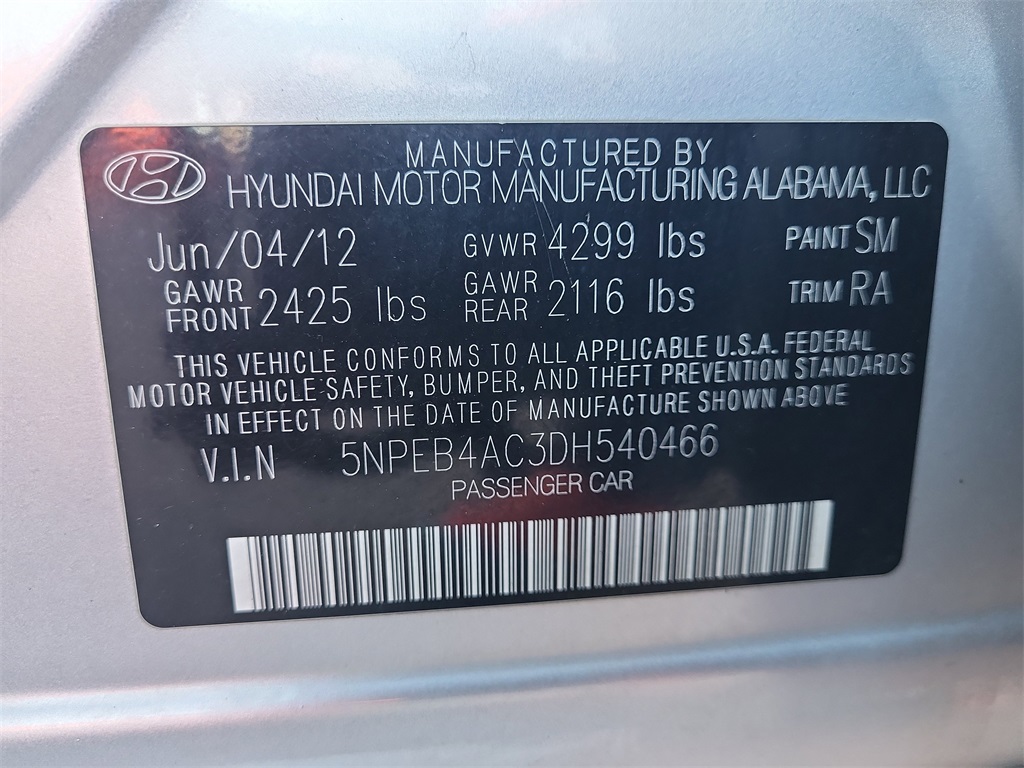 MANUFACTURED BY
HYUNDAI MOTOR MANUFACTURING ALABAMA, LLC
Jun/04/12 GVWR 4299 lbs PAINT SM
GAWR FRONT 2425 lbs GAWR REAR 2116 lbs TRIM RA
THIS VEHICLE CONFORMS TO ALL APPLICABLE U.S.A. FEDERAL
MOTOR VEHICLE SAFETY, BUMPER, AND THEFT PREVENTION STANDARDS
IN EFFECT ON THE DATE OF MANUFACTURE SHOWN ABOVE
V.I.N 5NPEB4AC3DH540466
PASSENGER CAR